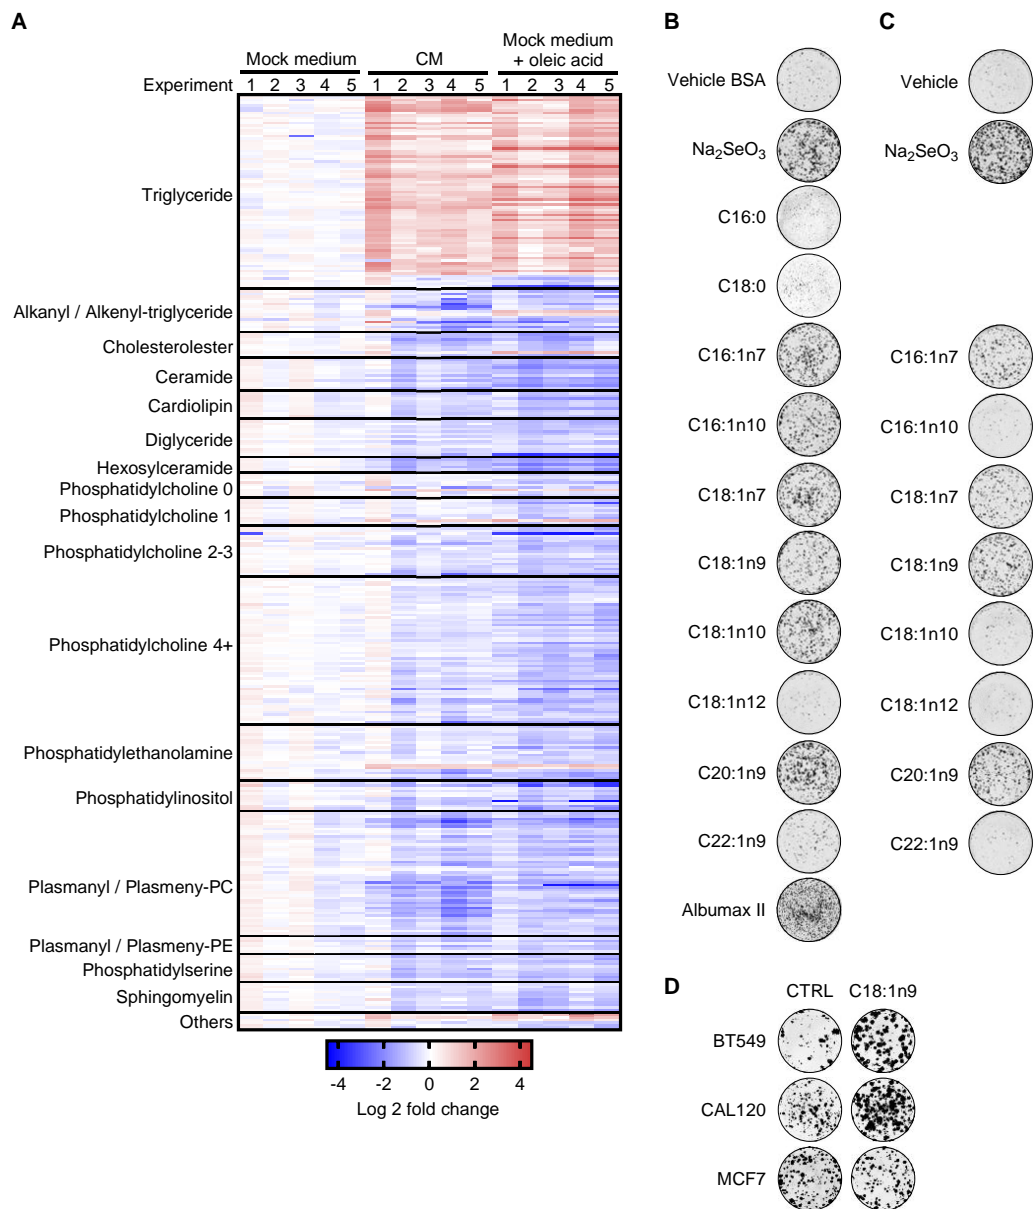 A
Mock medium
CM
Mock medium
+ oleic acid
Experiment
1 2 3 4 5 1 2 3 4 5 1 2 3 4 5
Triglyceride
Alkanyl / Alkenyl-triglyceride
Cholesterolester
Ceramide
Cardiolipin
Diglyceride
Hexosylceramide
Phosphatidylcholine 0
Phosphatidylcholine 1
Phosphatidylcholine 2-3
Phosphatidylcholine 4+
Phosphatidylethanolamine
Phosphatidylinositol
Plasmanyl / Plasmeny-PC
Plasmanyl / Plasmeny-PE
Phosphatidylserine
Sphingomyelin
Others
-4 -2 0 2 4
Log 2 fold change
B
Vehicle BSA
Na2SeO3
C16:0
C18:0
C16:1n7
C16:1n10
C18:1n7
C18:1n9
C18:1n10
C18:1n12
C20:1n9
C22:1n9
Albumax II
C
Vehicle
Na2SeO3
C16:1n7
C16:1n10
C18:1n7
C18:1n9
C18:1n10
C18:1n12
C20:1n9
C22:1n9
D
CTRL C18:1n9
BT549
CAL120
MCF7